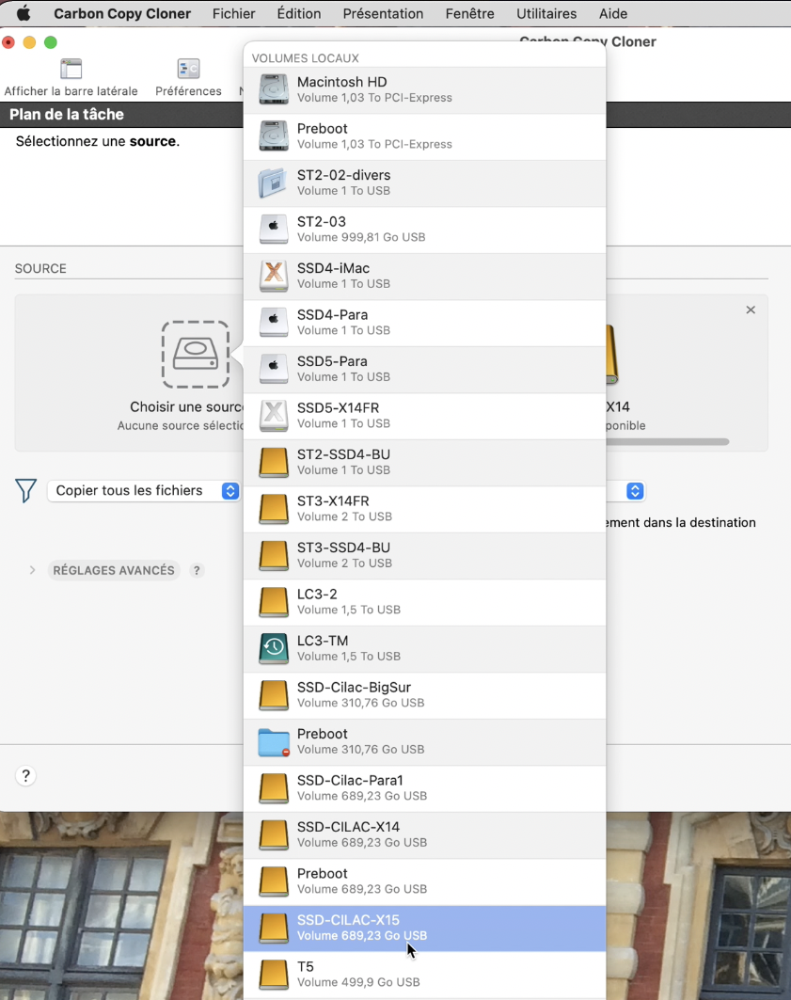 Carbon Copy Cloner Fichier Édition Présentation Fenêtre Utilitaires Aide
Carbon Copy Cloner
Afficher la barre latérale Préférences
Plan de la tâche
Sélectionnez une source.
SOURCE
Choisir une sourc
Aucune source sélectio
Copier tous les fichiers
RÉGLAGES AVANCÉS ?
?
VOLUMES LOCAUX
Macintosh HD
Volume 1,03 To PCI-Express
Preboot
Volume 1,03 To PCI-Express
ST2-02-divers
Volume 1 To USB
ST2-03
Volume 999,81 Go USB
SSD4-iMac
Volume 1 To USB
SSD4-Para
Volume 1 To USB
SSD5-Para
Volume 1 To USB
SSD5-X14FR
Volume 1 To USB
ST2-SSD4-BU
Volume 1 To USB
ST3-X14FR
Volume 2 To USB
ST3-SSD4-BU
Volume 2 To USB
LC3-2
Volume 1,5 To USB
LC3-TM
Volume 1,5 To USB
SSD-Cilac-BigSur
Volume 310,76 Go USB
Preboot
Volume 310,76 Go USB
SSD-Cilac-Para1
Volume 689,23 Go USB
SSD-CILAC-X14
Volume 689,23 Go USB
Preboot
Volume 689,23 Go USB
SSD-CILAC-X15
Volume 689,23 Go USB
T5
Volume 499,9 Go USB
X14
ponible
ement dans la destination